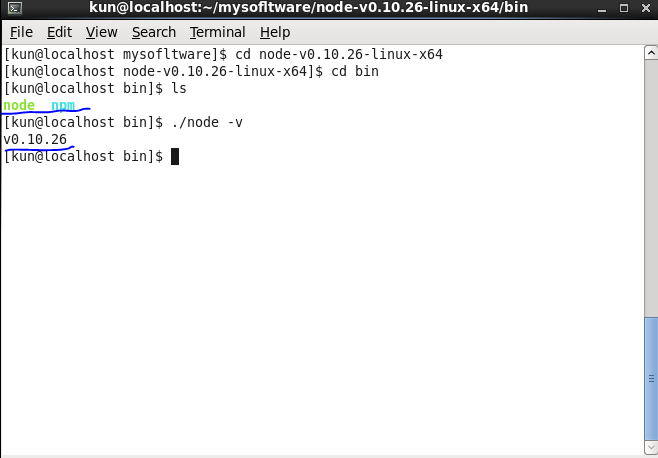 kun@localhost:~/mysofltware/node-v0.10.26-linux-x64/bin
File Edit View Search Terminal Help
[kun@localhost mysofltware]$ cd node-v0.10.26-linux-x64
[kun@localhost node-v0.10.26-linux-x64]$ cd bin
[kun@localhost bin]$ ls
node npm
[kun@localhost bin]$ ./node -v
v0.10.26
[kun@localhost bin]$